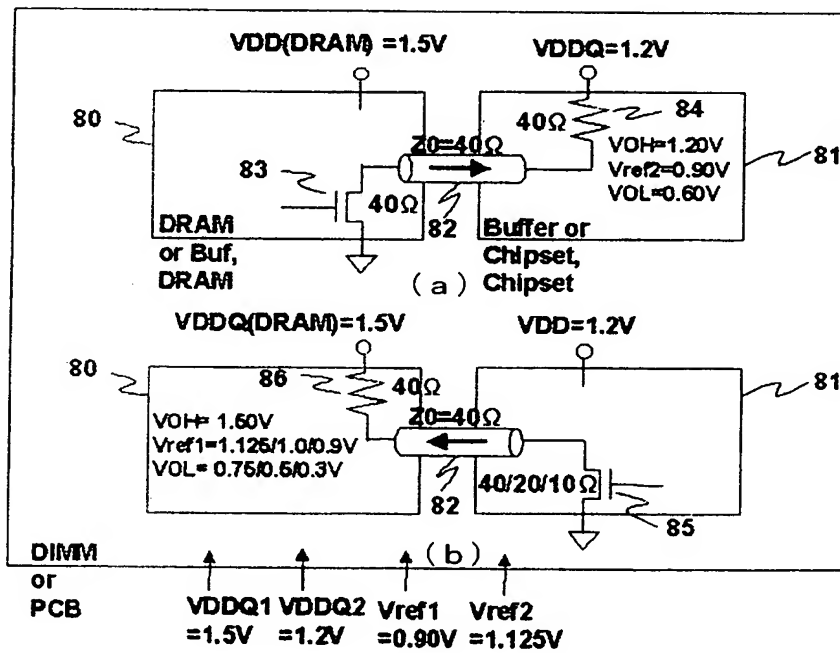 VDD(DRAM) =1.5V
VDDQ=1.2V
80
40Ω
84
81
Z0=40Ω
VOH=1.20V
Vref2=0.90V
VOL=0.60V
83
40Ω
82
DRAM
or Buf,
DRAM
Buffer or
Chipset,
Chipset
(a)
VDDQ(DRAM)=1.5V
VDD=1.2V
80
86
40Ω
81
Z0=40Ω
VOH= 1.50V
Vref1=1.125/1.0/0.9V
VOL= 0.75/0.5/0.3V
82
40/20/10Ω
85
(b)
DIMM
or
PCB
VDDQ1
=1.5V
VDDQ2
=1.2V
Vref1
=0.90V
Vref2
=1.125V